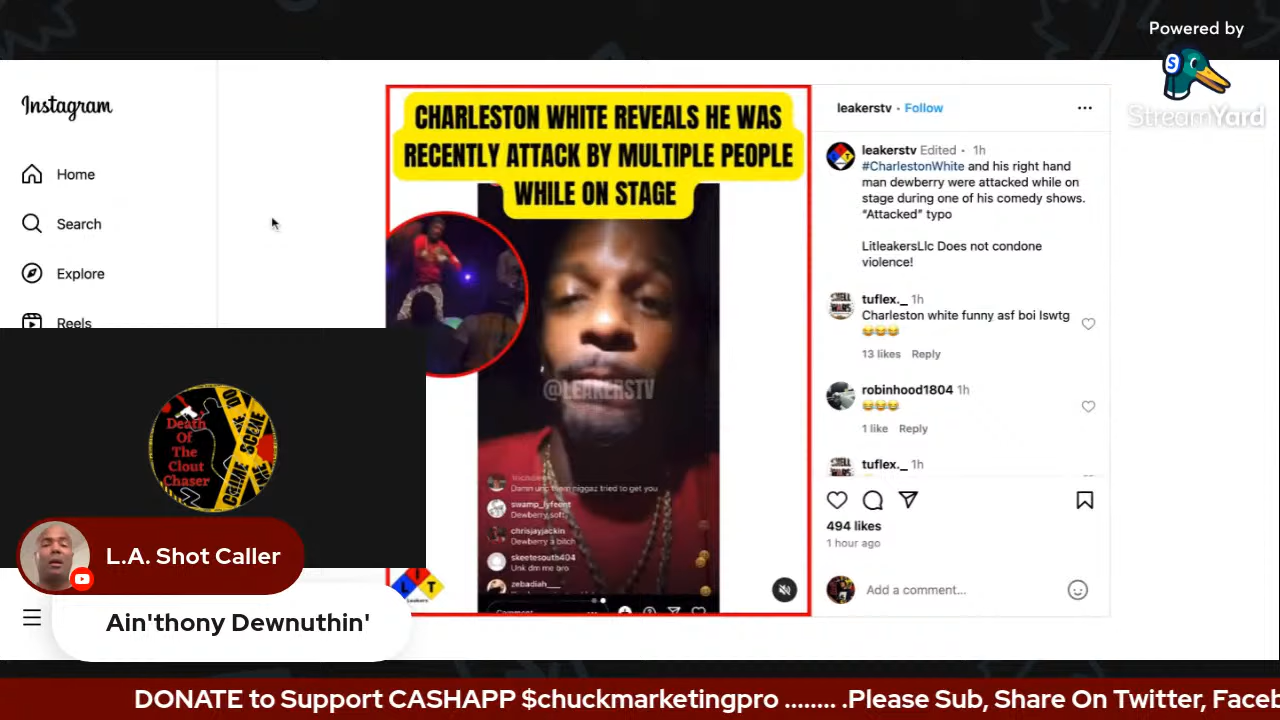 Powered by
StreamYard
Instagram
Home
Search
Explore
Reels
CHARLESTON WHITE REVEALS HE WAS
RECENTLY ATTACK BY MULTIPLE PEOPLE
WHILE ON STAGE
@LEAKERSTV
Damn unc them niggaz tried to get you
swamp_lyfeent
Dewberry soft
chrisjayjackin
Dewberry a bitch
skeetesouth404
Unk dm me bro
zebadiah___
Comment
LIT
Leakers
leakerstv · Follow
leakerstv Edited · 1h
#CharlestonWhite and his right hand
man dewberry were attacked while on
stage during one of his comedy shows.
“Attacked” typo
LitleakersLlc Does not condone
violence!
tuflex._ 1h
Charleston white funny asf boi Iswtg
😂😂😂
13 likes Reply
robinhood1804 1h
😂😂😂
1 like Reply
tuflex._ 1h
494 likes
1 hour ago
Add a comment...
Death
Of
The
Clout
Chaser
L.A. Shot Caller
Ain'thony Dewnuthin'
DONATE to Support CASHAPP $chuckmarketingpro ........ .Please Sub, Share On Twitter, Faceb